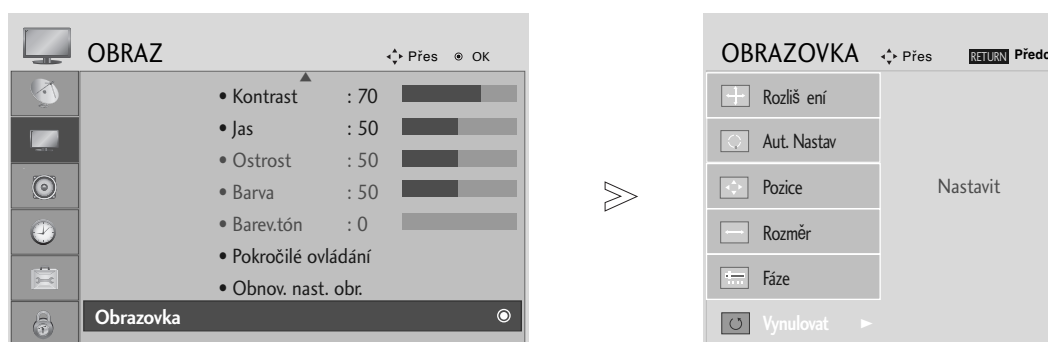 OBRAZ Přes OK
• Kontrast : 70
• Jas : 50
• Ostrost : 50
• Barva : 50
• Barev.tón : 0
• Pokročilé ovládání
• Obnov. nast. obr.
Obrazovka
OBRAZOVKA Přes RETURN
Rozliš ení
Aut. Nastav
Pozice
Nastavit
Rozměr
Fáze
Vynulovat